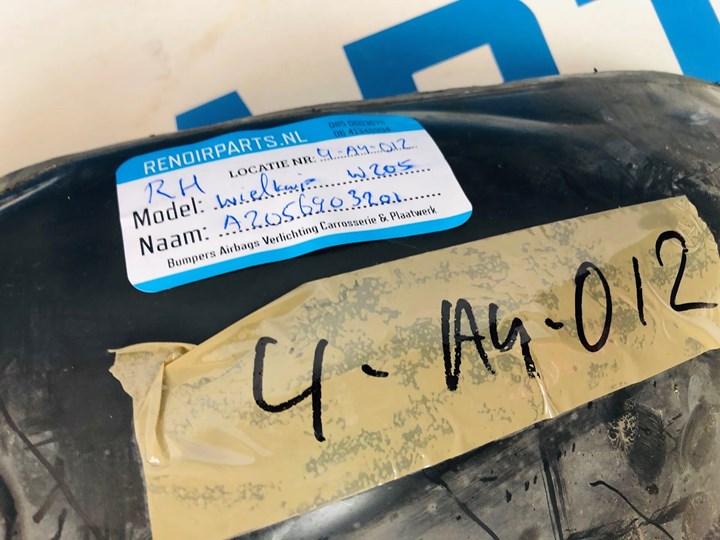 RENOIRPARTS.NL
LOCATIE NR: 4-A4-012
RH
Model: wielkuip W205
Naam: A2056903201
Bumpers Airbags Verlichting Carrosserie & Plaatwerk
4-A4-012